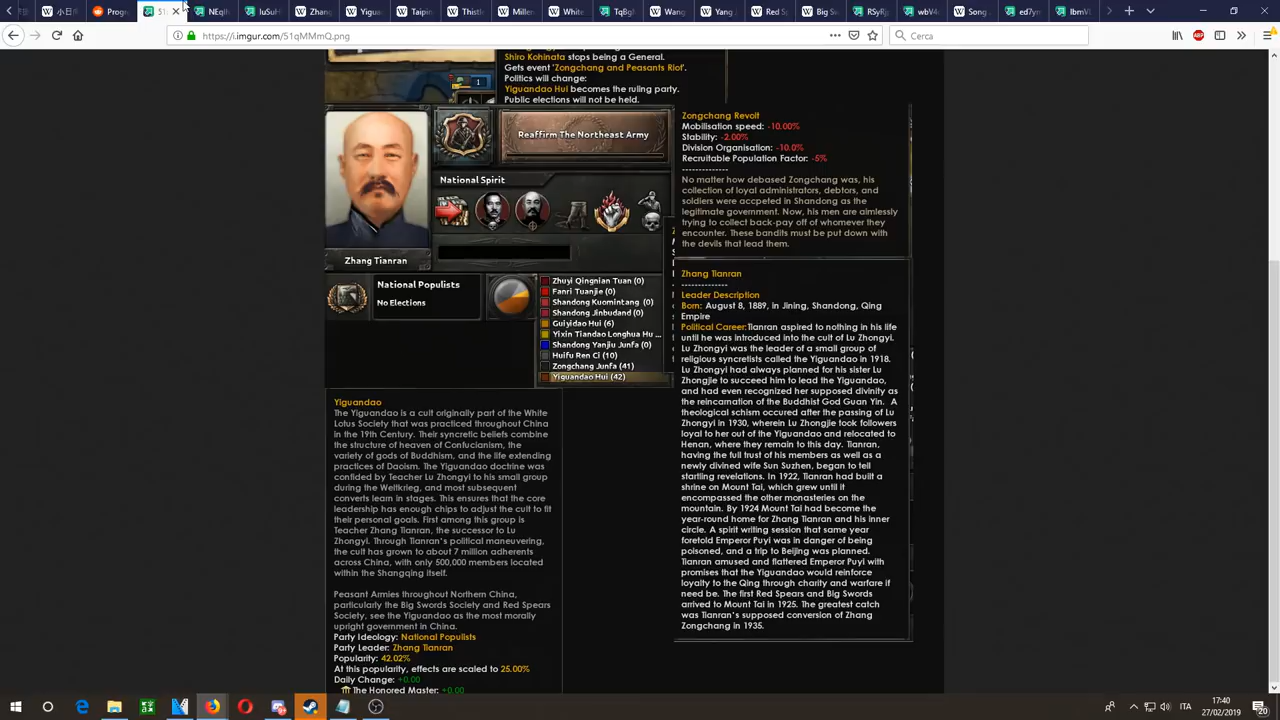 小日
Prog
51
NEqlh
IuSuH
Zhang
Yigua
Taipin
Millen
White
TqBgh
Wang
Yang
Red Sp
Big Sw
RSyEk
wbV4
Song
ed7yn
IbmVi
https://i.imgur.com/51qMMmQ.png
Cerca
Shiro Kohinata stops being a General.
Gets event 'Zongchang and Peasants Riot'.
Politics will change:
Yiguandao Hui becomes the ruling party.
Public elections will not be held.
1
Reaffirm The Northeast Army
National Spirit
Zhang Tianran
National Populists
No Elections
Zhuyi Qingnian Tuan (0)
Fanri Tuanjie (0)
Shandong Kuomintang (0)
Shandong Jinbudand (0)
Guiyidao Hui (6)
Yixin Tiandao Longhua Hu ...
Shandong Yanjiu Junfa (0)
Huifu Ren Ci (10)
Zongchang Junfa (41)
Yiguandao Hui (42)
Zongchang Revolt
Mobilisation speed: -10.00%
Stability: -2.00%
Division Organisation: -10.0%
Recruitable Population Factor: -5%
--------------
No matter how debased Zongchang was, his
collection of loyal administrators, debtors, and
soldiers were accpeted in Shandong as the
legitimate government. Now, his men are aimlessly
trying to collect back-pay off of whomever they
encounter. These bandits must be put down with
the devils that lead them.
Zhang Tianran
--------------
Leader Description
Born: August 8, 1889, in Jining, Shandong, Qing
Empire
Political Career:Tianran aspired to nothing in his life
until he was introduced into the cult of Lu Zhongyi.
Lu Zhongyi was the leader of a small group of
religious syncretists called the Yiguandao in 1918.
Lu Zhongyi had always planned for his sister Lu
Zhongjie to succeed him to lead the Yiguandao,
and had even recognized her supposed divinity as
the reincarnation of the Buddhist God Guan Yin. A
theological schism occured after the passing of Lu
Zhongyi in 1930, wherein Lu Zhongjie took followers
loyal to her out of the Yiguandao and relocated to
Henan, where they remain to this day. Tianran,
having the full trust of his members as well as a
newly divined wife Sun Suzhen, began to tell
startling revelations. In 1922, Tianran had built a
shrine on Mount Tai, which grew until it
encompassed the other monasteries on the
mountain. By 1924 Mount Tai had become the
year-round home for Zhang Tianran and his inner
circle. A spirit writing session that same year
foretold Emperor Puyi was in danger of being
poisoned, and a trip to Beijing was planned.
Tianran amused and flattered Emperor Puyi with
promises that the Yiguandao would reinforce
loyalty to the Qing through charity and warfare if
need be. The first Red Spears and Big Swords
arrived to Mount Tai in 1925. The greatest catch
was Tianran's supposed conversion of Zhang
Zongchang in 1935.
Yiguandao
The Yiguandao is a cult originally part of the White
Lotus Society that was practiced throughout China
in the 19th Century. Their syncretic beliefs combine
the structure of heaven of Confucianism, the
variety of gods of Buddhism, and the life extending
practices of Daoism. The Yiguandao doctrine was
confided by Teacher Lu Zhongyi to his small group
during the Weltkrieg, and most subsequent
converts learn in stages. This ensures that the core
leadership has enough chips to adjust the cult to fit
their personal goals. First among this group is
Teacher Zhang Tianran, the successor to Lu
Zhongyi. Through Tianran's political maneuvering,
the cult has grown to about 7 million adherents
across China, with only 500,000 members located
within the Shangqing itself.
Peasant Armies throughout Northern China,
particularly the Big Swords Society and Red Spears
Society, see the Yiguandao as the most morally
upright government in China.
Party Ideology: National Populists
Party Leader: Zhang Tianran
Popularity: 42.02%
At this popularity, effects are scaled to 25.00%
Daily Change: +0.00
The Honored Master: +0.00
ITA
17:40
27/02/2019
20